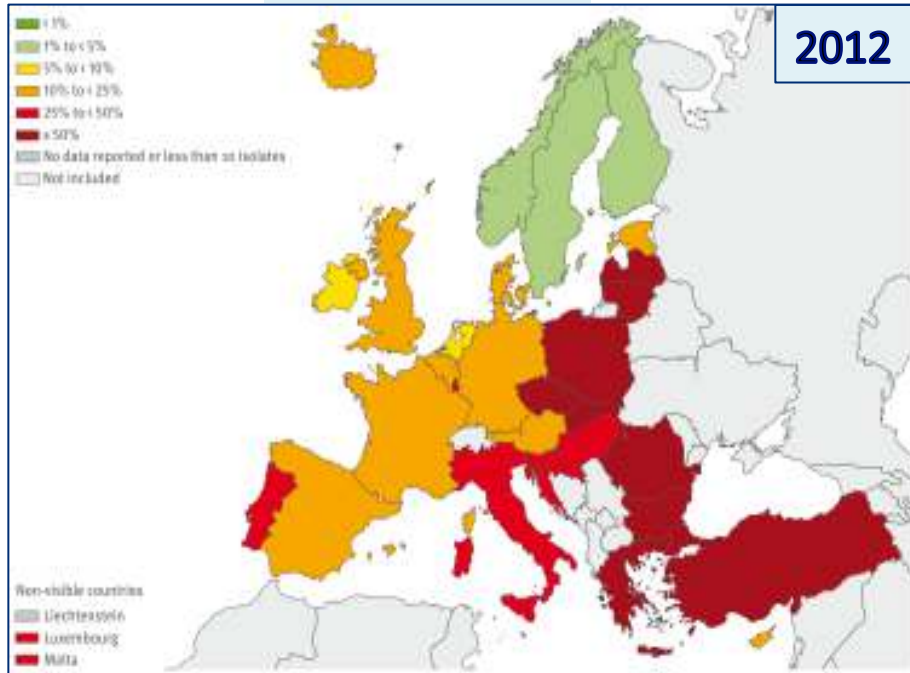 2012
< 1%
1% to < 5%
5% to < 10%
10% to < 25%
25% to < 50%
≥ 50%
No data reported or less than 10 isolates
Not included
Non-visible countries
Liechtenstein
Luxembourg
Malta